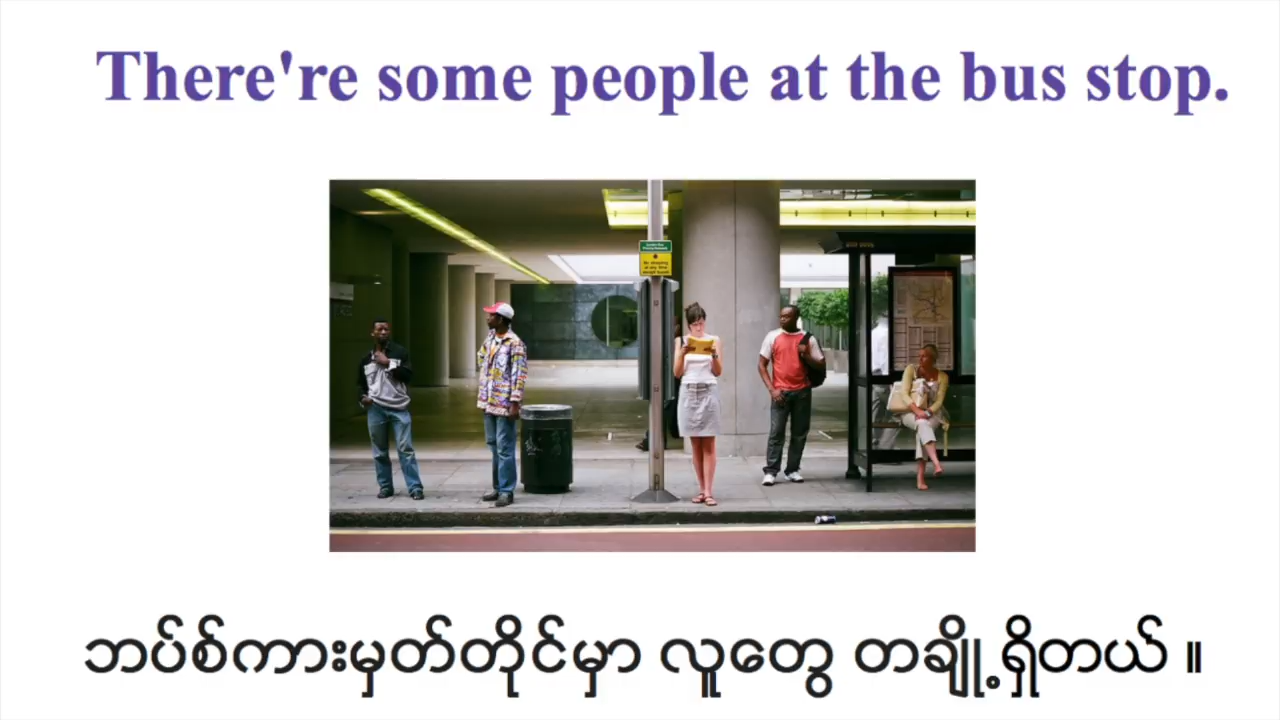 There're some people at the bus stop.
ဘပ်စ်ကားမှတ်တိုင်မှာ လူတွေ တချို့ရှိတယ် ။